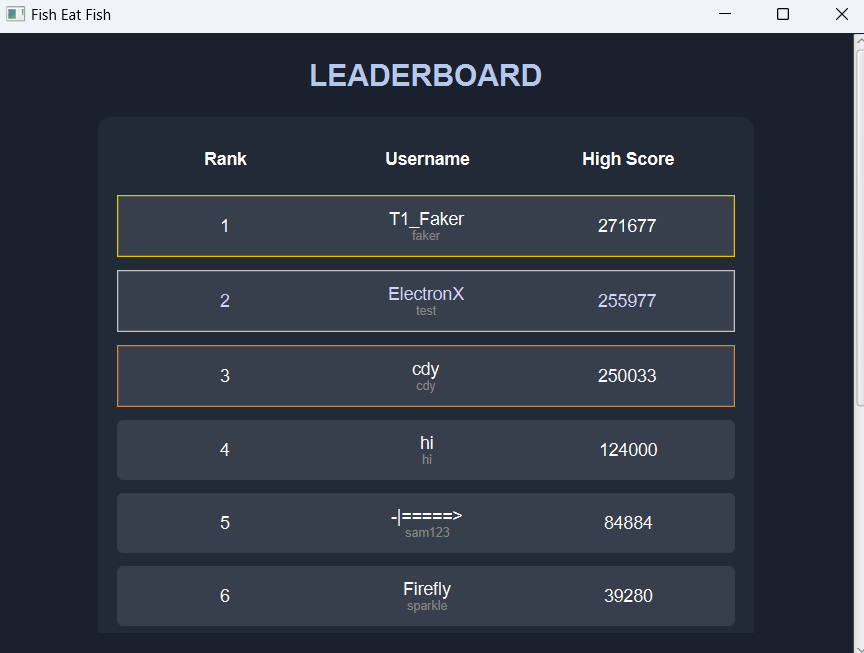 Fish Eat Fish
LEADERBOARD
Rank Username High Score
1 T1_Faker 271677
faker
2 ElectronX 255977
test
3 cdy 250033
cdy
4 hi 124000
hi
5 -|=====> 84884
sam123
6 Firefly 39280
sparkle